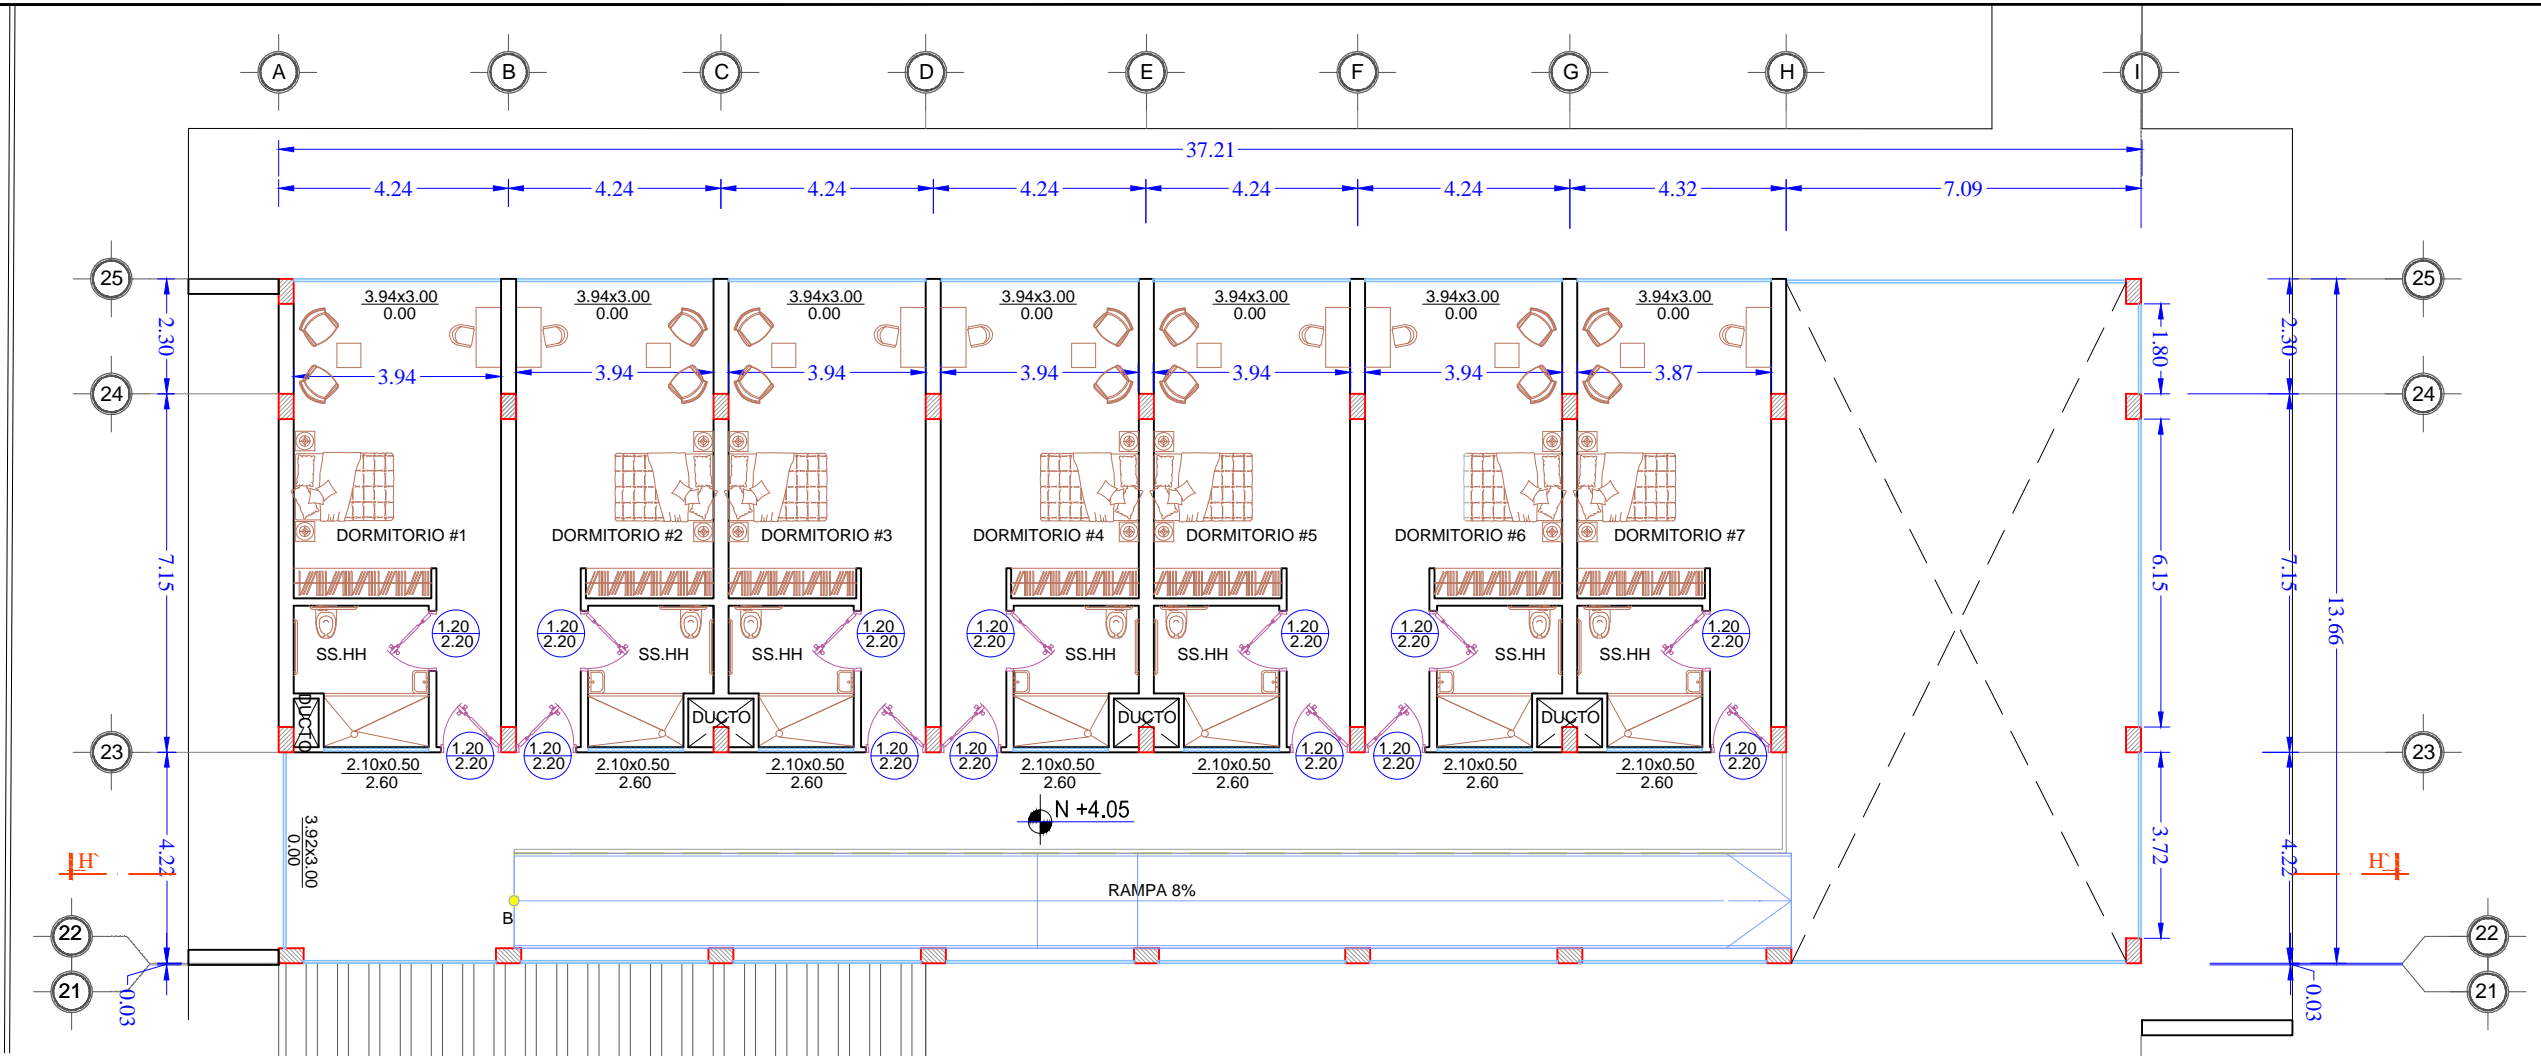 A B C D E F G H I
37.21
4.24 4.24 4.24 4.24 4.24 4.24 4.32 7.09
25 25
3.94x3.00 3.94x3.00 3.94x3.00 3.94x3.00 3.94x3.00 3.94x3.00 3.94x3.00
0.00 0.00 0.00 0.00 0.00 0.00 0.00
2.30 1.80 2.30
3.94 3.94 3.94 3.94 3.94 3.94 3.87
24 24
DORMITORIO #1 DORMITORIO #2 DORMITORIO #3 DORMITORIO #4 DORMITORIO #5 DORMITORIO #6 DORMITORIO #7
7.15 6.15 7.15 13.66
1.20 1.20 1.20 1.20 1.20 1.20 1.20
2.20 2.20 2.20 2.20 2.20 2.20 2.20
SS.HH SS.HH SS.HH SS.HH SS.HH SS.HH SS.HH
DUCTO DUCTO DUCTO DUCTO
23 23
1.20 1.20 1.20 1.20 1.20 1.20 1.20
2.20 2.20 2.20 2.20 2.20 2.20 2.20
2.10x0.50 2.10x0.50 2.10x0.50 2.10x0.50 2.10x0.50 2.10x0.50 2.10x0.50
2.60 2.60 2.60 2.60 2.60 2.60 2.60
N +4.05
3.92x3.00
0.00
4.22 3.72 4.22
H` H`
RAMPA 8%
B
22 22
21 21
0.03 0.03